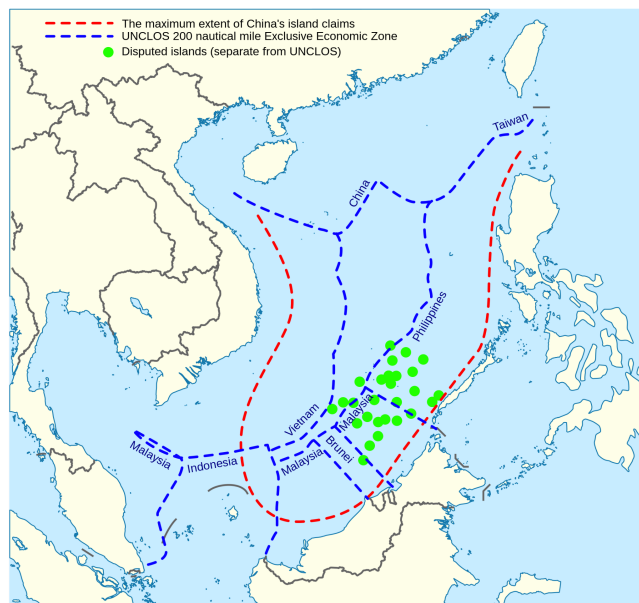 The maximum extent of China's island claims
UNCLOS 200 nautical mile Exclusive Economic Zone
Disputed islands (separate from UNCLOS)
Taiwan
China
Philippines
Malaysia
Vietnam
Brunei
Malaysia
Indonesia
Malaysia